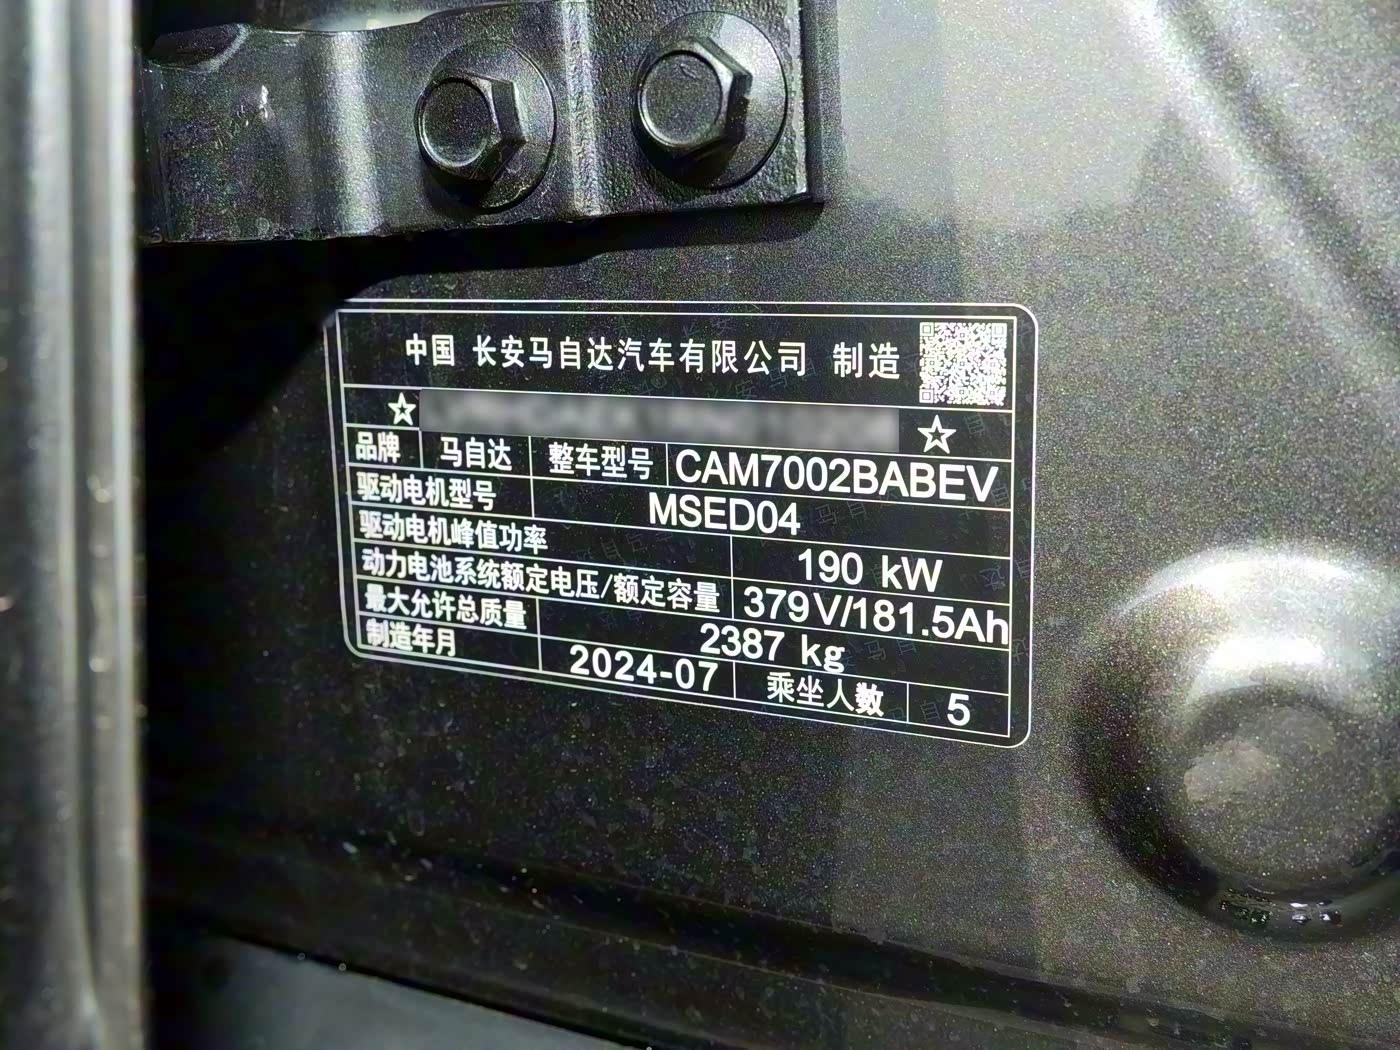 中国 长安马自达汽车有限公司 制造
☆ ☆
品牌 马自达 整车型号 CAM7002BABEV
驱动电机型号 MSED04
驱动电机峰值功率 190 kW
动力电池系统额定电压/额定容量 379V/181.5Ah
最大允许总质量 2387 kg
制造年月 2024-07 乘坐人数 5